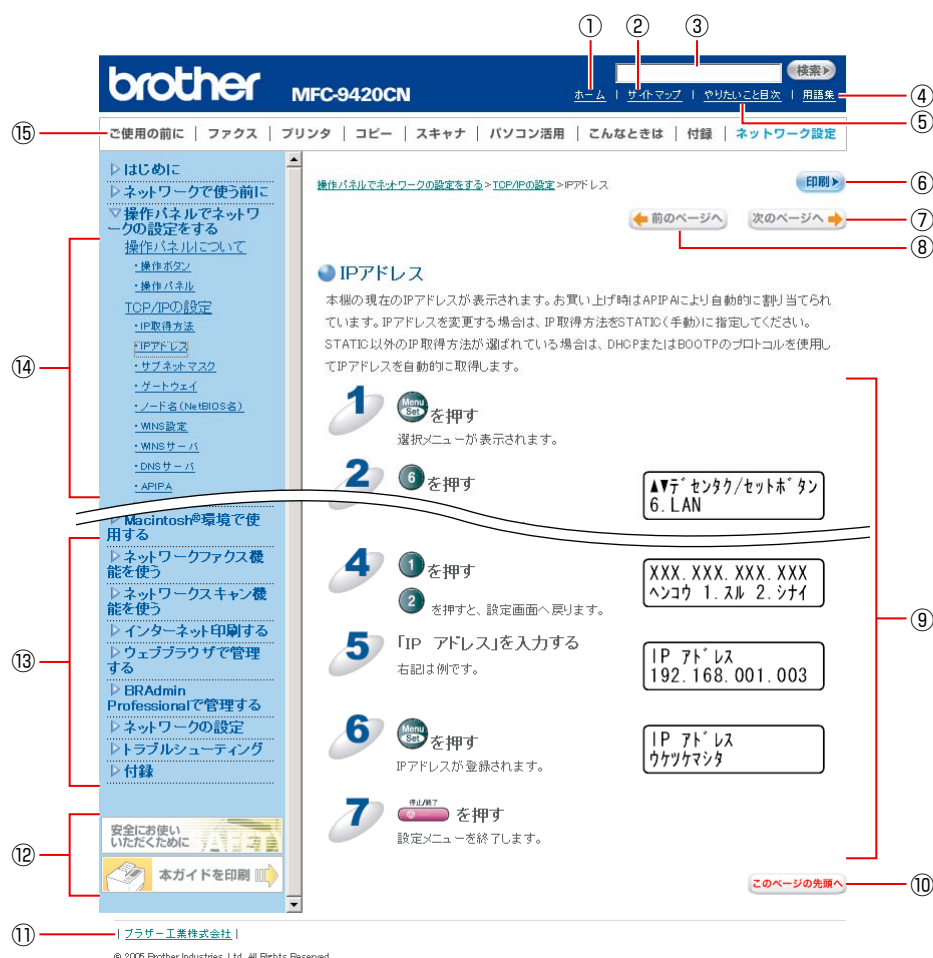 ① ② ③
brother MFC-9420CN
検索
ホーム | サイトマップ | やりたいこと目次 | 用語集
④
⑤
⑮
ご使用の前に | ファクス | プリンタ | コピー | スキャナ | パソコン活用 | こんなときは | 付録 | ネットワーク設定
はじめに
ネットワークで使う前に
操作パネルでネットワ
ークの設定をする
操作パネルについて
・操作ボタン
・操作パネル
TCP/IPの設定
・IP取得方法
・IPアドレス
・サブネットマスク
・ゲートウェイ
・ノード名(NetBIOS名)
・WINS設定
・WINSサーバ
・DNSサーバ
・APIPA
⑭
Macintosh®環境で使
用する
ネットワークファクス機
能を使う
ネットワークスキャン機
能を使う
インターネット印刷する
ウェブブラウザで管理
する
BRAdmin
Professionalで管理する
ネットワークの設定
トラブルシューティング
付録
⑬
安全にお使い
いただくために
本ガイドを印刷
⑫
操作パネルでネットワークの設定をする>TCP/IPの設定>IPアドレス
印刷
⑥
前のページへ 次のページへ
⑦
⑧
IPアドレス
本機の現在のIPアドレスが表示されます。お買い上げ時はAPIPAにより自動的に割り当てられ
ています。IPアドレスを変更する場合は、IP取得方法をSTATIC(手動)に指定してください。
STATIC以外のIP取得方法が選ばれている場合は、DHCPまたはBOOTPのプロトコルを使用し
てIPアドレスを自動的に取得します。
1 Menu Set を押す
選択メニューが表示されます。
2 6 を押す
▲▼デ センタク/セットボタン
6.LAN
4 1 を押す
2 を押すと、設定画面へ戻ります。
XXX.XXX.XXX.XXX
ヘンコウ 1.スル 2.シナイ
⑨
5 「IP アドレス」を入力する
右記は例です。
IP アドレス
192.168.001.003
6 Menu Set を押す
IPアドレスが登録されます。
IP アドレス
ウケツケマシタ
7 停止/終了 を押す
設定メニューを終了します。
このページの先頭へ
⑩
⑪
| ブラザー工業株式会社 |
© 2005 Brother Industries, Ltd. All Rights Reserved.